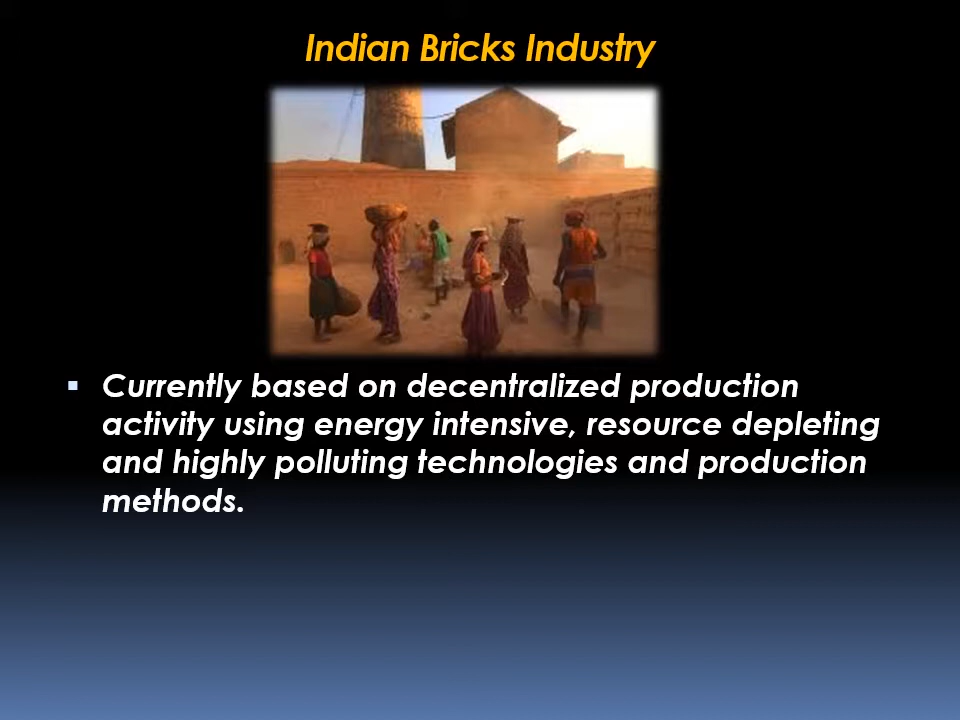 Indian Bricks Industry
▪ Currently based on decentralized production
activity using energy intensive, resource depleting
and highly polluting technologies and production
methods.